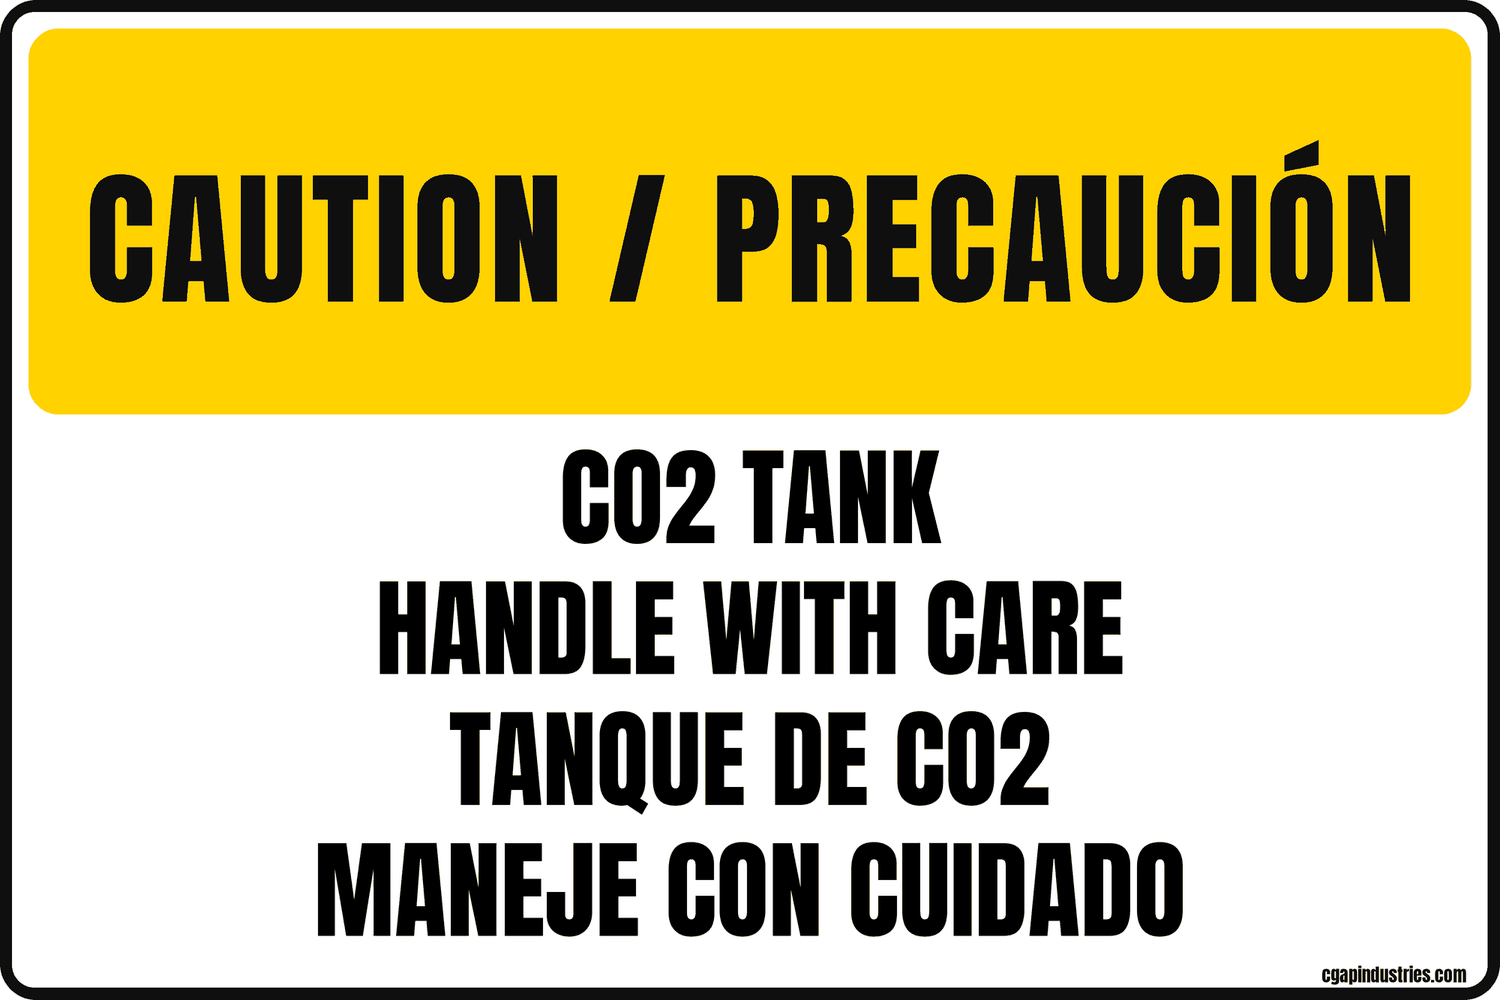 CAUTION / PRECAUCIÓN
CO2 TANK
HANDLE WITH CARE
TANQUE DE CO2
MANEJE CON CUIDADO
cgapindustries.com